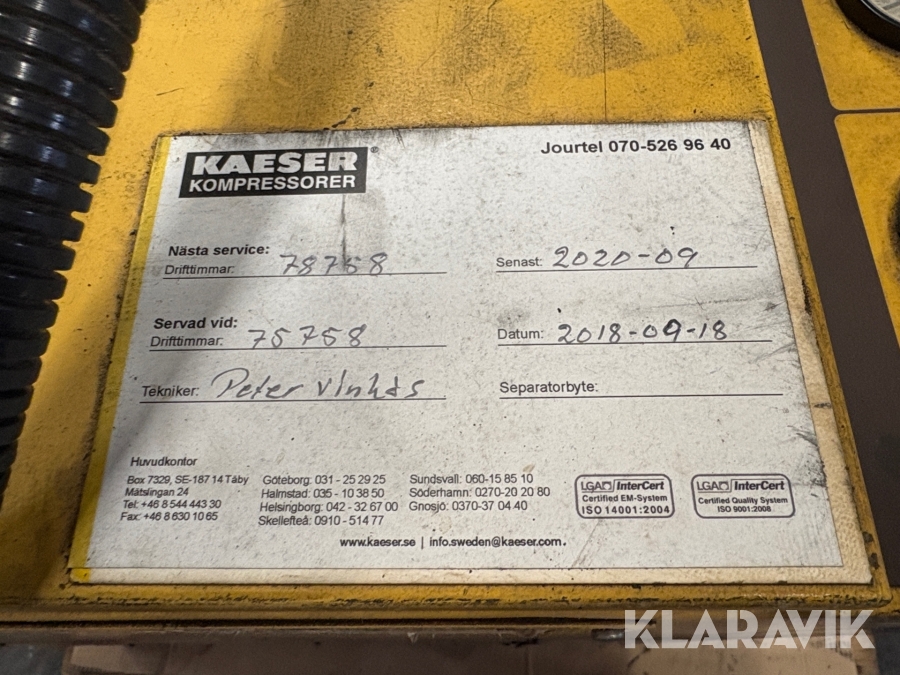 KAESER®
KOMPRESSORER
Jourtel 070-526 96 40
Nästa service:
Drifttimmar: 78758
Senast: 2020-09
Servad vid:
Drifttimmar: 75758
Datum: 2018-09-18
Tekniker: Peter
Separatorbyte:
Huvudkontor
Box 7329, SE-187 14 Täby
Måtslingan 24
Tel: +46 8 544 443 30
Fax: +46 8 630 10 65
Göteborg: 031 - 25 29 25
Halmstad: 035 - 10 38 50
Helsingborg: 042 - 32 67 00
Skellefteå: 0910 - 514 77
Sundsvall: 060-15 85 10
Söderhamn: 0270-20 20 80
Gnosjö: 0370-37 04 40
LGAD InterCert
Certified EM-System
ISO 14001:2004
LGAD InterCert
Certified Quality System
ISO 9001:2008
www.kaeser.se | info.sweden@kaeser.com.
KLARAVIK